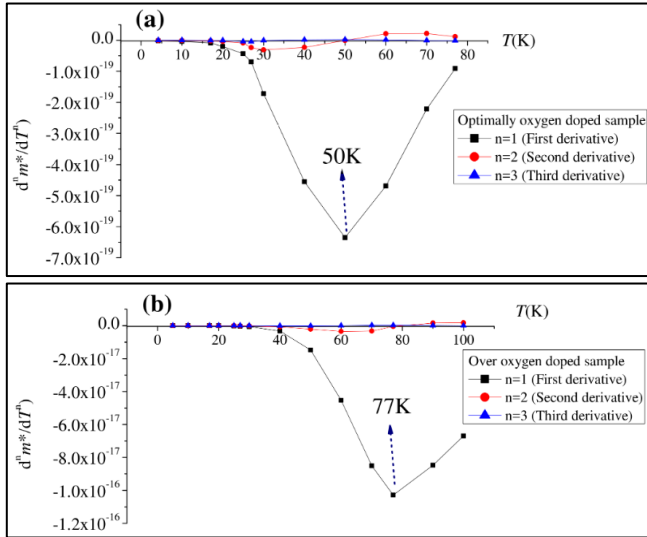 (a)
T(K)
0.0
0 10 20 30 40 50 60 70 80
-1.0x10⁻¹⁹
-2.0x10⁻¹⁹
-3.0x10⁻¹⁹
-4.0x10⁻¹⁹
-5.0x10⁻¹⁹
-6.0x10⁻¹⁹
-7.0x10⁻¹⁹
dⁿm*/dTⁿ
50K
Optimally oxygen doped sample
n=1 (First derivative)
n=2 (Second derivative)
n=3 (Third derivative)
(b)
T(K)
0.0
0 20 40 60 80 100
-2.0x10⁻¹⁷
-4.0x10⁻¹⁷
-6.0x10⁻¹⁷
-8.0x10⁻¹⁷
-1.0x10⁻¹⁶
-1.2x10⁻¹⁶
dⁿm*/dTⁿ
77K
Over oxygen doped sample
n=1 (First derivative)
n=2 (Second derivative)
n=3 (Third derivative)